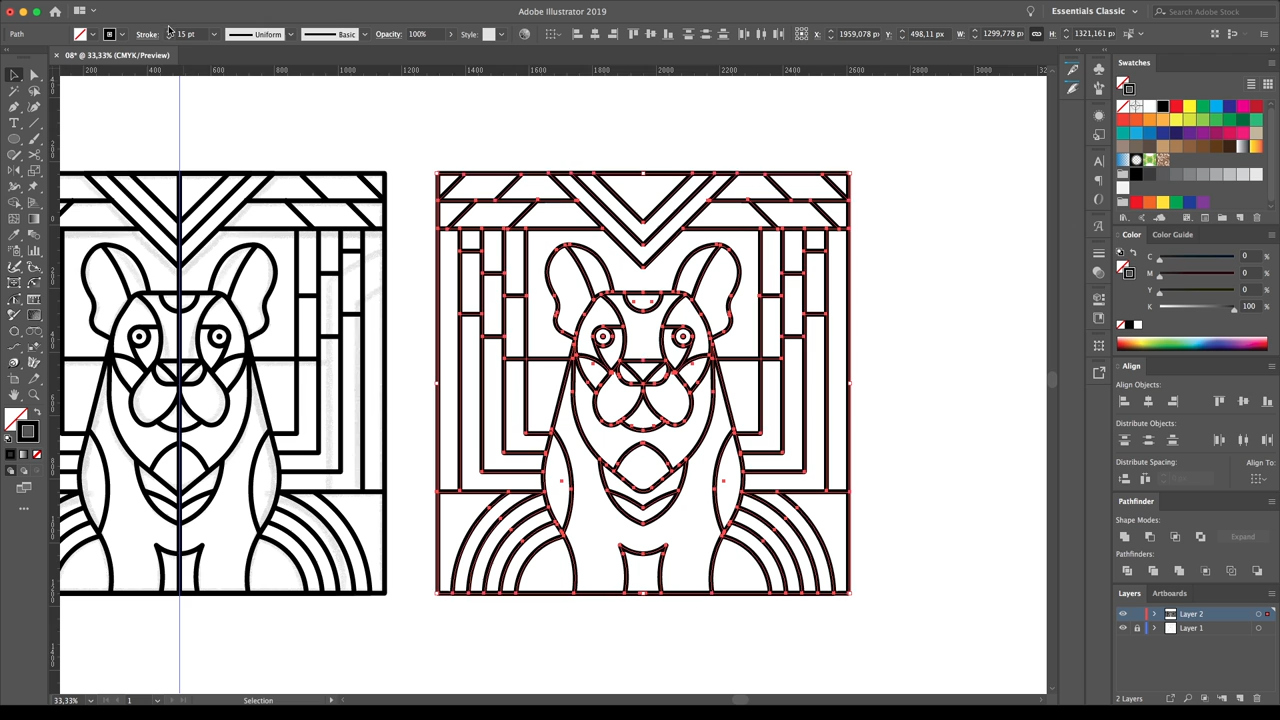 Adobe Illustrator 2019
Essentials Classic
Search Adobe Stock
Path
Stroke:
15 pt
Uniform
Basic
Opacity:
100%
Style:
X:
1959,078 p
Y:
498,11 px
W:
1299,778 p
H:
1321,161 p
× 08* @ 33,33% (CMYK/Preview)
200
400
600
800
1000
1200
1400
1600
1800
2000
2200
2400
2600
3000
Swatches
Color
Color Guide
C
0
%
M
0
%
Y
0
%
K
100
%
Align
Align Objects:
Distribute Objects:
Distribute Spacing:
Align To:
Pathfinder
Shape Modes:
Expand
Pathfinders:
Layers
Artboards
Layer 2
Layer 1
2 Layers
33,33%
1
Selection